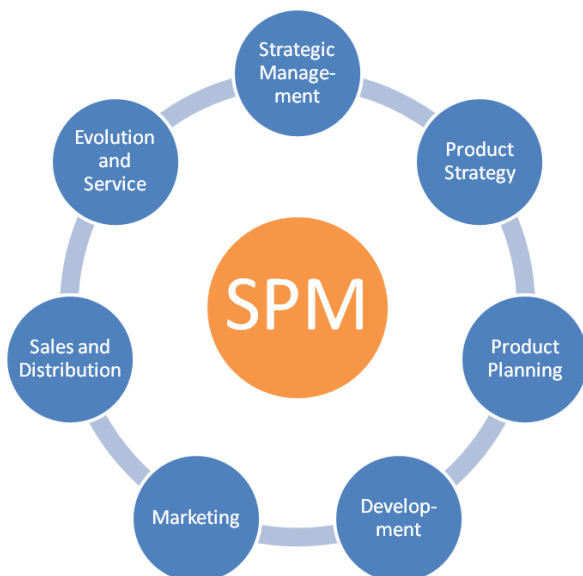 Strategic
Manage-
ment
Product
Strategy
Product
Planning
Develop-
ment
Marketing
Sales and
Distribution
Evolution
and
Service
SPM